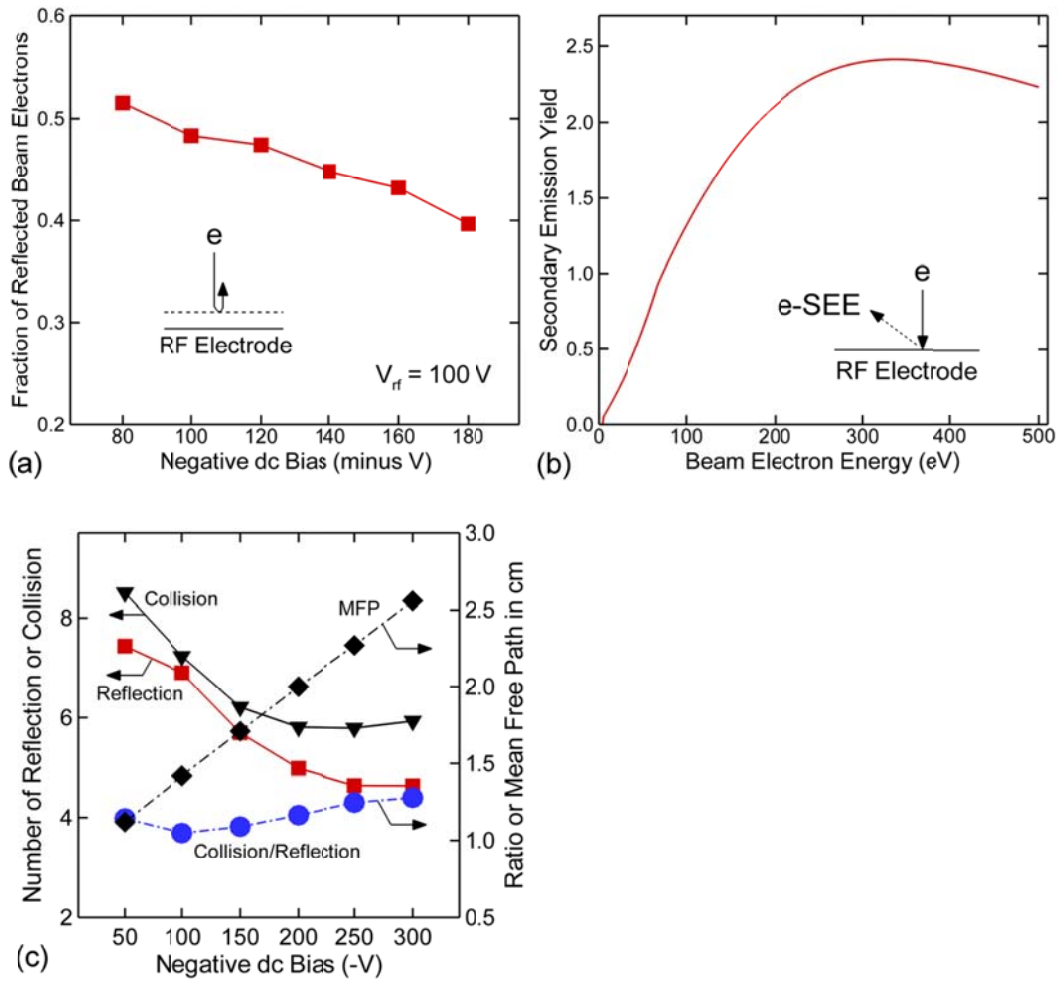 0.6
0.5
0.4
0.3
0.2
Fraction of Reflected Beam Electrons
e
RF Electrode
V_rf = 100 V
80 100 120 140 160 180
Negative dc Bias (minus V)
(a)
2.5
2.0
1.5
1.0
0.5
0.0
Secondary Emission Yield
e
e-SEE
RF Electrode
0 100 200 300 400 500
Beam Electron Energy (eV)
(b)
8
6
4
2
Number of Reflection or Collision
Collision
MFP
Reflection
Collision/Reflection
3.0
2.5
2.0
1.5
1.0
0.5
Ratio or Mean Free Path in cm
50 100 150 200 250 300
Negative dc Bias (-V)
(c)